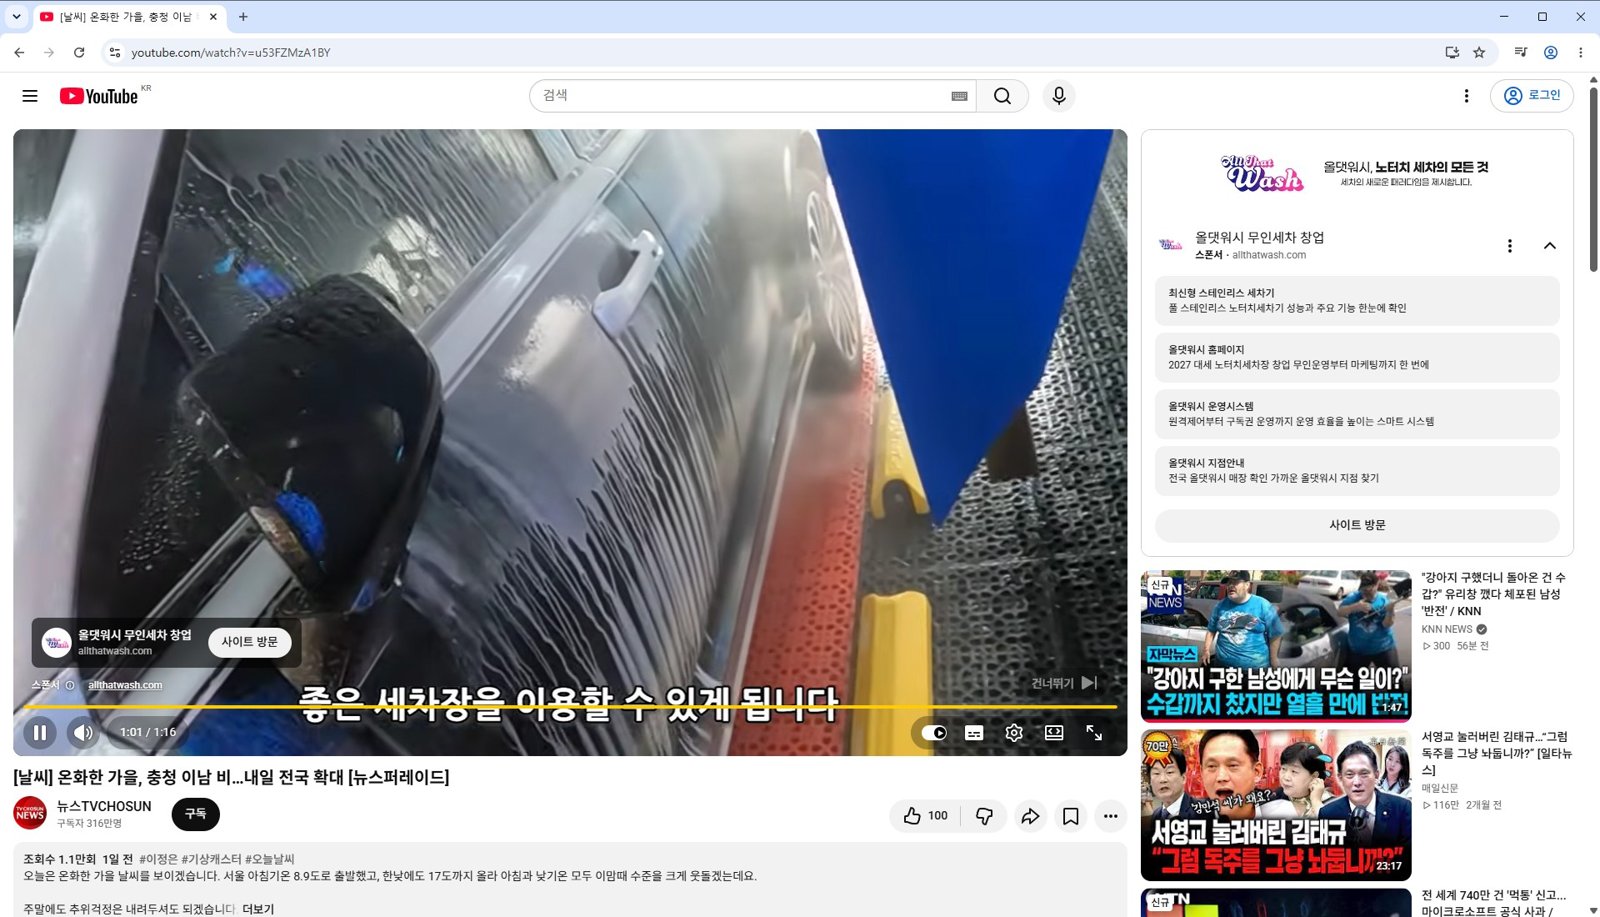 [날씨] 온화한 가을, 충청 이남
youtube.com/watch?v=u53FZMzA1BY
YouTube KR
검색
로그인
올댓워시 무인세차 창업
allthatwash.com
사이트 방문
스폰서
allthatwash.com
좋은 세차장을 이용할 수 있게 됩니다
건너뛰기
1:01 / 1:16
[날씨] 온화한 가을, 충청 이남 비...내일 전국 확대 [뉴스퍼레이드]
TVCHOSUN
NEWS
뉴스TVCHOSUN
구독자 316만명
구독
100
조회수 1.1만회 1일 전 #이정은 #기상캐스터 #오늘날씨
오늘은 온화한 가을 날씨를 보이겠습니다. 서울 아침기온 8.9도로 출발했고, 한낮에도 17도까지 올라 아침과 낮기온 모두 이맘때 수준을 크게 웃돌겠는데요.
주말에도 추위걱정은 내려두셔도 되겠습니다 더보기
All That
Wash
올댓워시, 노터치 세차의 모든 것
세차의 새로운 패러다임을 제시합니다.
올댓워시 무인세차 창업
스폰서 · allthatwash.com
최신형 스테인리스 세차기
풀 스테인리스 노터치세차기 성능과 주요 기능 한눈에 확인
올댓워시 홈페이지
2027 대세 노터치세차장 창업 무인운영부터 마케팅까지 한 번에
올댓워시 운영시스템
원격제어부터 구독권 운영까지 운영 효율을 높이는 스마트 시스템
올댓워시 지점안내
전국 올댓워시 매장 확인 가까운 올댓워시 지점 찾기
사이트 방문
신규
NEWS
자막뉴스
"강아지 구한 남성에게 무슨 일이?"
수갑까지 찼지만 열흘 만에 반전!
1:47
"강아지 구했더니 돌아온 건 수
갑?" 유리창 깼다 체포된 남성
'반전' / KNN
KNN NEWS
300 56분 전
70만
김민석 씨가 왜요?
서영교 눌러버린 김태규
"그럼 독주를 그냥 놔둡니까?"
23:17
서영교 눌러버린 김태규..."그럼
독주를 그냥 놔둡니까?" [일타뉴
스]
매일신문
116만 2개월 전
신규
전 세계 740만 건 '먹통' 신고...
마이크로소프트 공식 사과 /